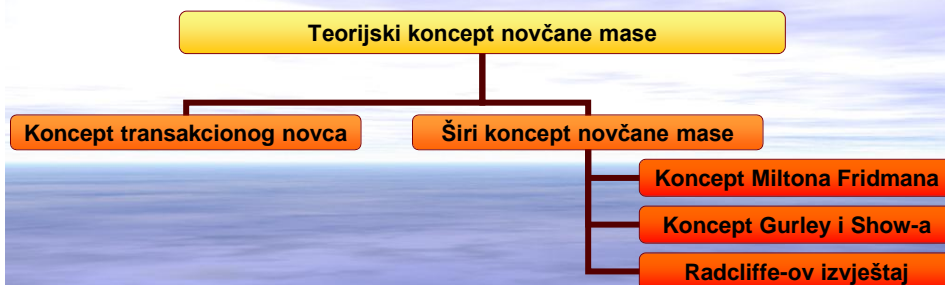 Teorijski koncept novčane mase
Koncept transakcionog novca
Širi koncept novčane mase
Koncept Miltona Fridmana
Koncept Gurley i Show-a
Radcliffe-ov izvještaj